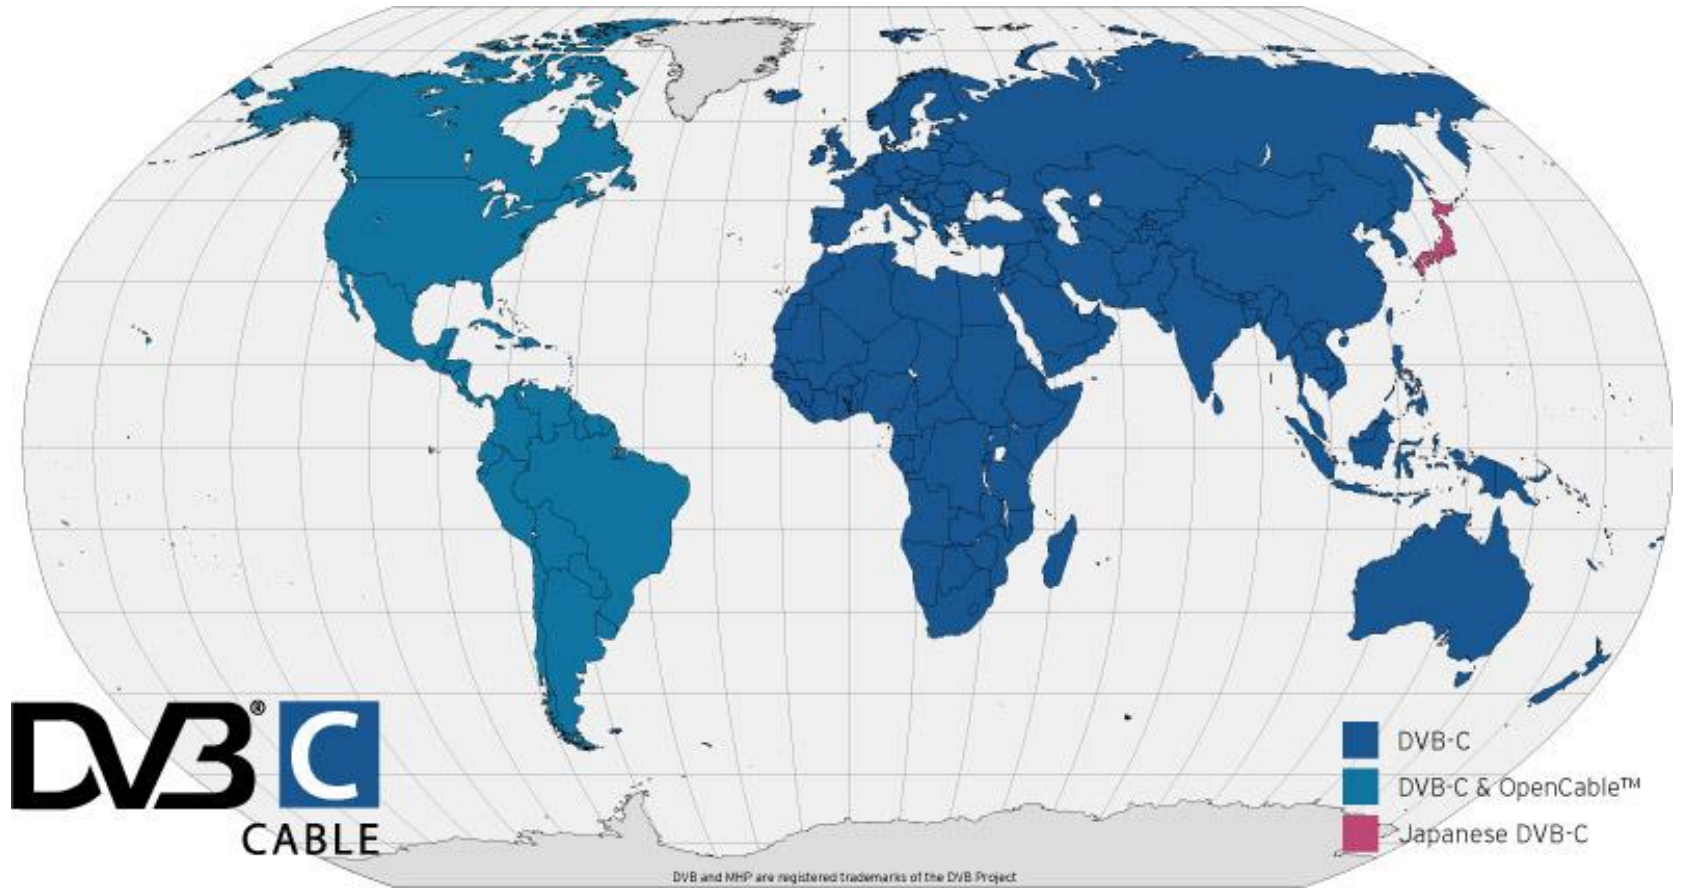 DVB® C
CABLE
DVB-C
DVB-C & OpenCable™
Japanese DVB-C
DVB and MHP are registered trademarks of the DVB Project